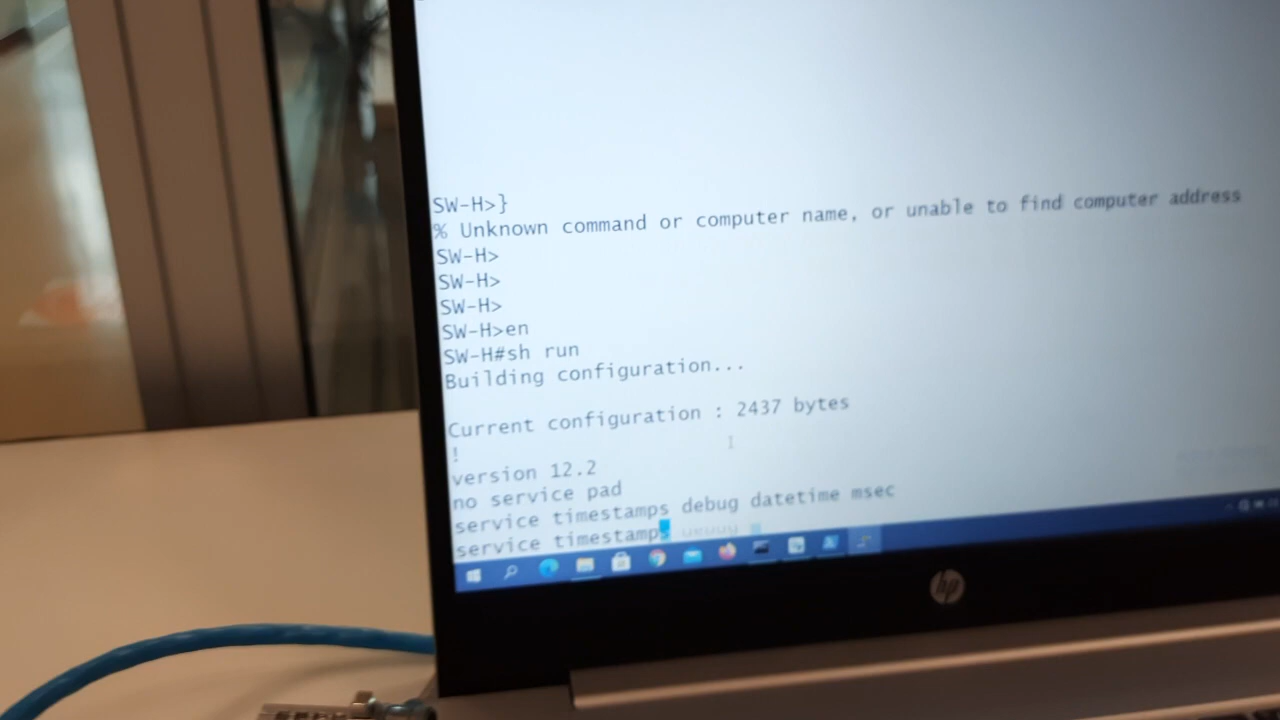 SW-H>}
% Unknown command or computer name, or unable to find computer address
SW-H>
SW-H>
SW-H>
SW-H>en
SW-H#sh run
Building configuration...
Current configuration : 2437 bytes
!
version 12.2
no service pad
service timestamps debug datetime msec
service timestamps
hp